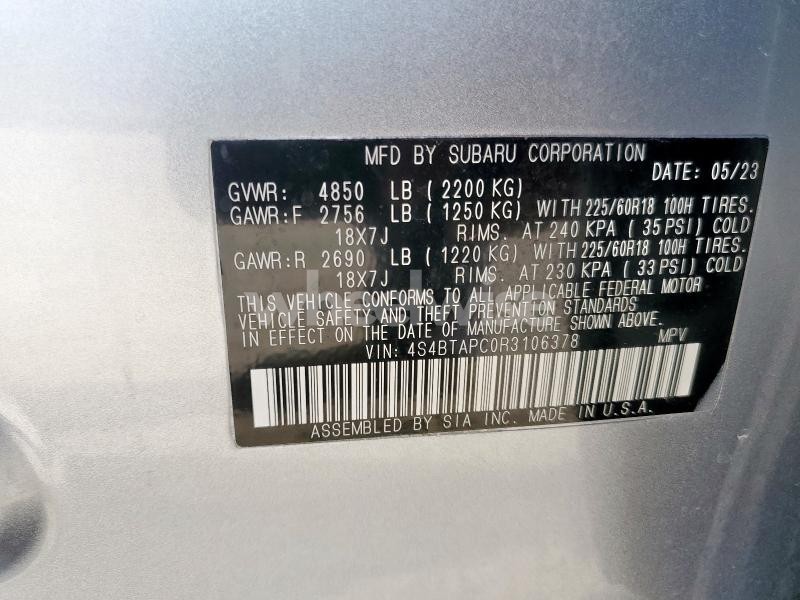 MFD BY SUBARU CORPORATION DATE: 05/23
GVWR: 4850 LB (2200 KG)
GAWR:F 2756 LB (1250 KG) WITH 225/60R18 100H TIRES.
18X7J RIMS. AT 240 KPA (35 PSI) COLD
GAWR:R 2690 LB (1220 KG) WITH 225/60R18 100H TIRES.
18X7J RIMS. AT 230 KPA (33 PSI) COLD
THIS VEHICLE CONFORMS TO ALL APPLICABLE FEDERAL MOTOR
VEHICLE SAFETY AND THEFT PREVENTION STANDARDS
IN EFFECT ON THE DATE OF MANUFACTURE SHOWN ABOVE.
VIN: 4S4BTAPC0R3106378 MPV
ASSEMBLED BY SIA INC. MADE IN U.S.A.